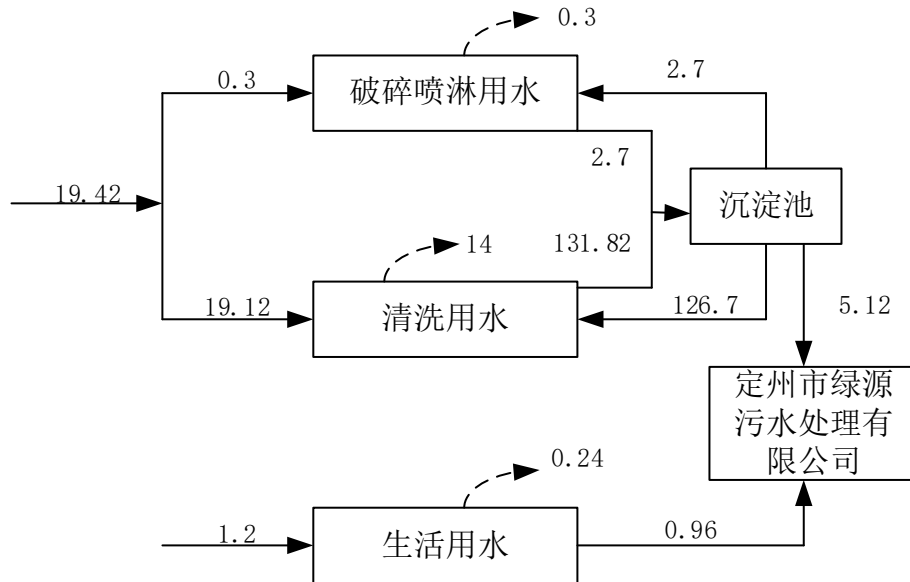 0.3
0.3
破碎喷淋用水
2.7
2.7
19.42
沉淀池
14
131.82
19.12
清洗用水
126.7
5.12
定州市绿源
污水处理有
限公司
0.24
1.2
生活用水
0.96